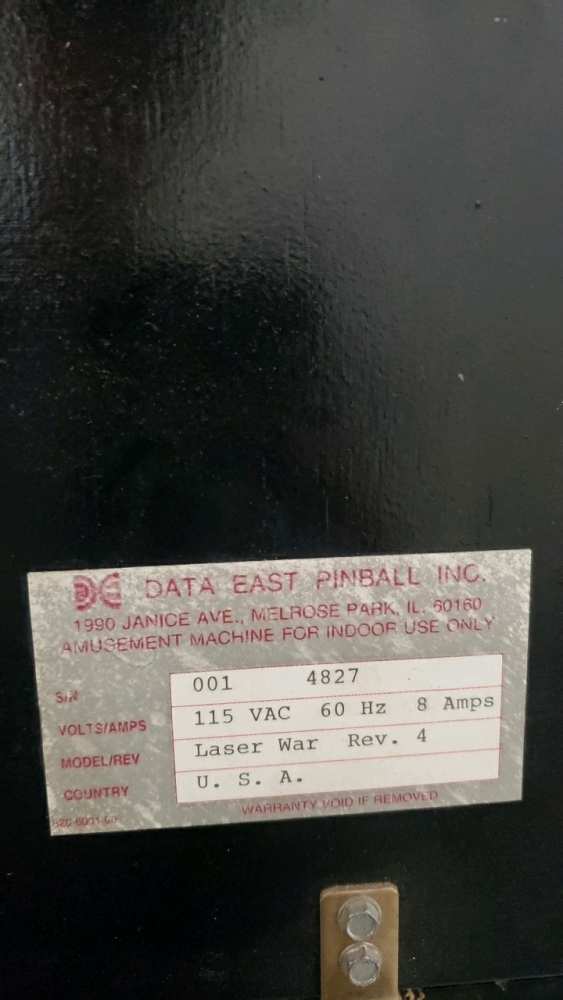 DE DATA EAST PINBALL INC.
1990 JANICE AVE., MELROSE PARK, IL. 60160
AMUSEMENT MACHINE FOR INDOOR USE ONLY
S/N 001 4827
VOLTS/AMPS 115 VAC 60 Hz 8 Amps
MODEL/REV Laser War Rev. 4
COUNTRY U. S. A.
WARRANTY VOID IF REMOVED